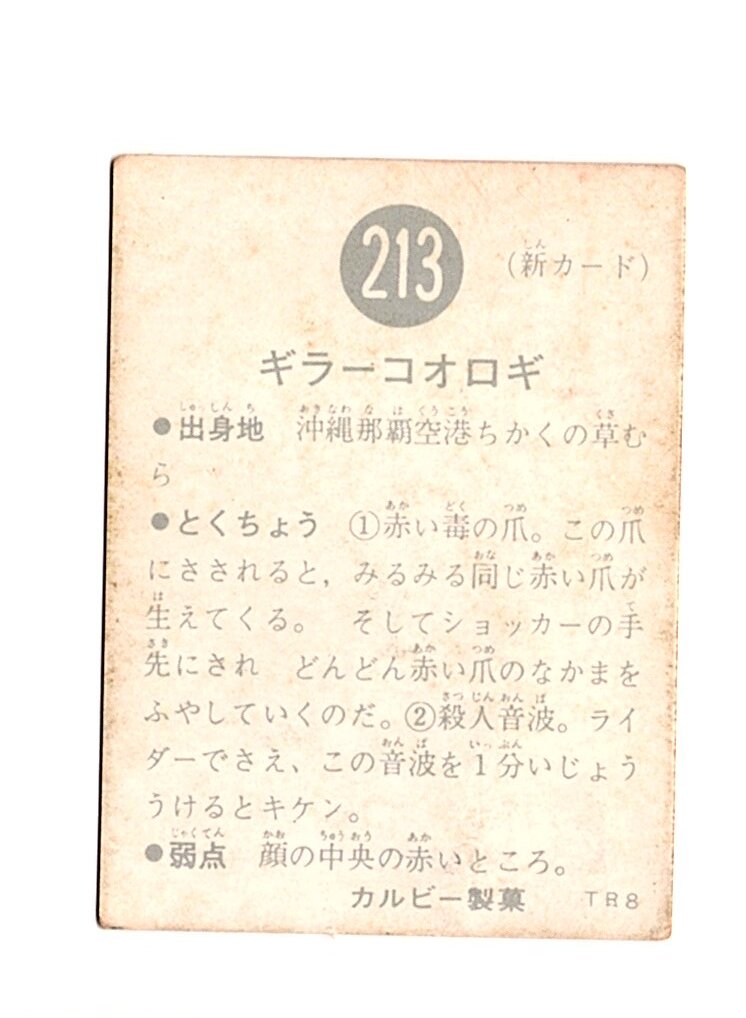 213
(新カード)
ギラーコオロギ
●出身地　沖縄那覇空港ちかくの草む
ら
●とくちょう　①赤い毒の爪。この爪
にさされると，みるみる同じ赤い爪が
生えてくる。　そしてショッカーの手
先にされ　どんどん赤い爪のなかまを
ふやしていくのだ。②殺人音波。ライ
ダーでさえ、この音波を1分いじょう
うけるとキケン。
●弱点　顔の中央の赤いところ。
カルビー製菓　TR8